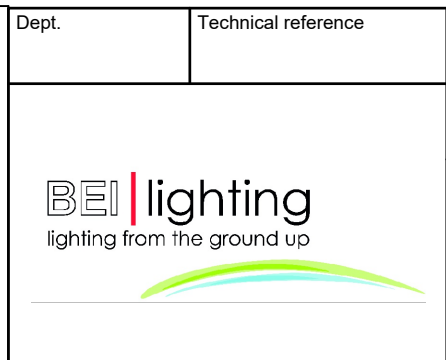 Dept.
Technical reference
BEI lighting
lighting from the ground up